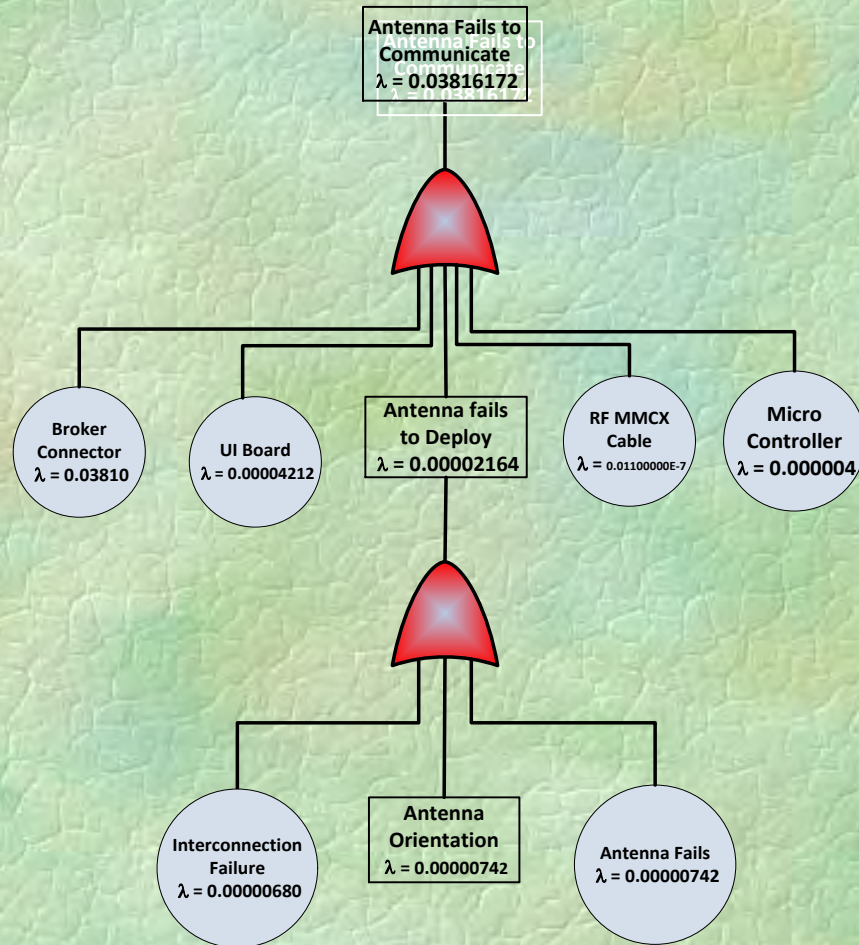 Antenna Fails to
Communicate
λ = 0.03816172
Broker
Connector
λ = 0.03810
UI Board
λ = 0.00004212
Antenna fails
to Deploy
λ = 0.00002164
RF MMCX
Cable
λ = 0.01100000E-7
Micro
Controller
λ = 0.000004
Interconnection
Failure
λ = 0.00000680
Antenna
Orientation
λ = 0.00000742
Antenna Fails
λ = 0.00000742